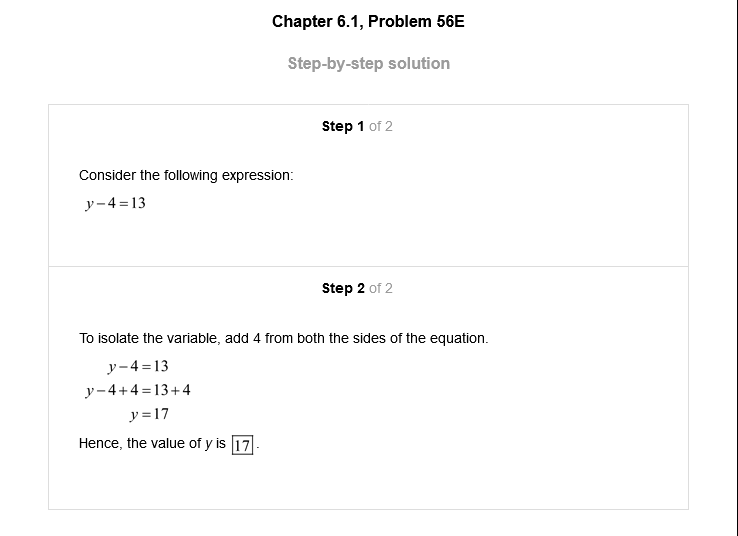 Chapter 6.1, Problem 56E
Step-by-step solution
Step 1 of 2
Consider the following expression:
y−4=13
Step 2 of 2
To isolate the variable, add 4 from both the sides of the equation.
y−4=13
y−4+4=13+4
y=17
Hence, the value of y is 17.